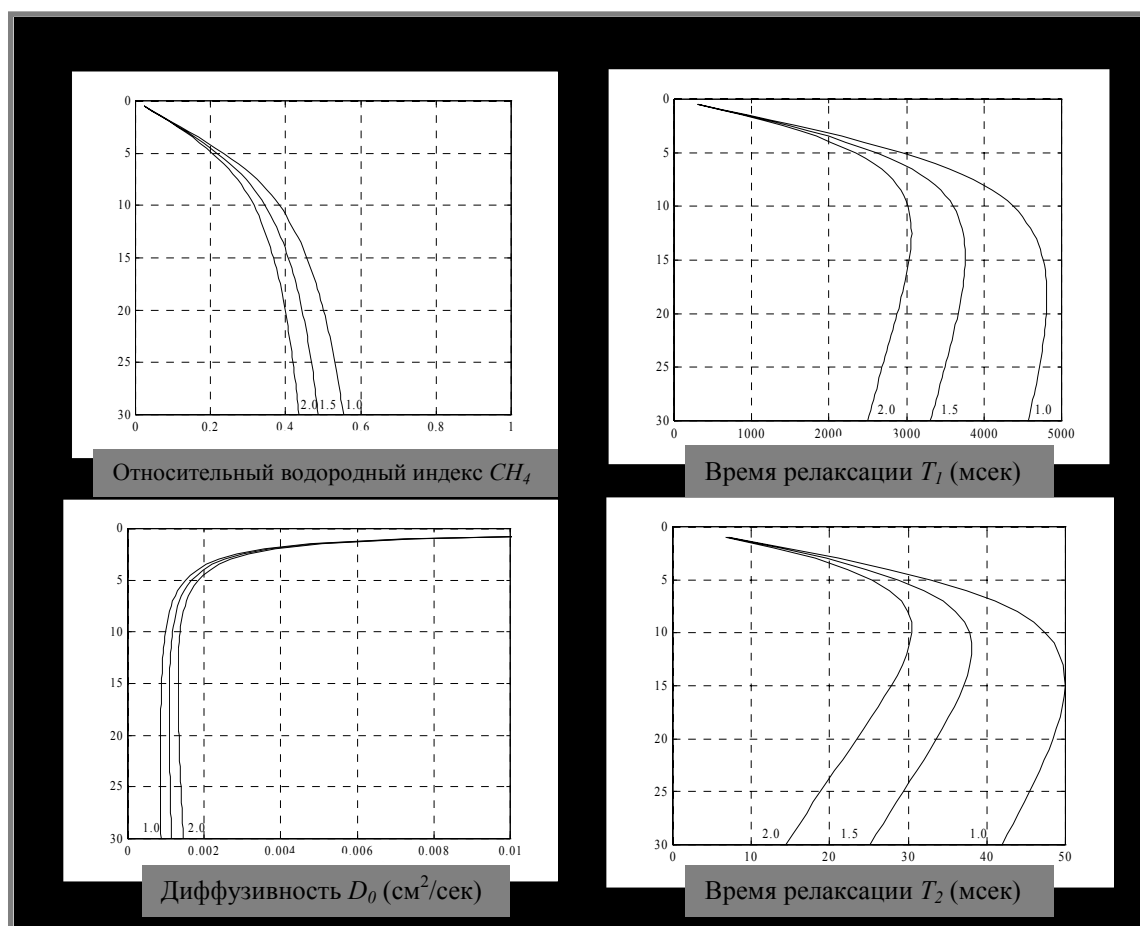 0
5
10
15
20
25
30
2.0 1.5 1.0
0 0.2 0.4 0.6 0.8 1
Относительный водородный индекс CH4
0
5
10
15
20
25
30
2.0 1.5 1.0
0 1000 2000 3000 4000 5000
Время релаксации T1 (мсек)
0
5
10
15
20
25
30
1.0 2.0
0 0.002 0.004 0.006 0.008 0.01
Диффузивность D0 (см2/сек)
0
5
10
15
20
25
30
2.0 1.5 1.0
0 10 20 30 40 50
Время релаксации T2 (мсек)